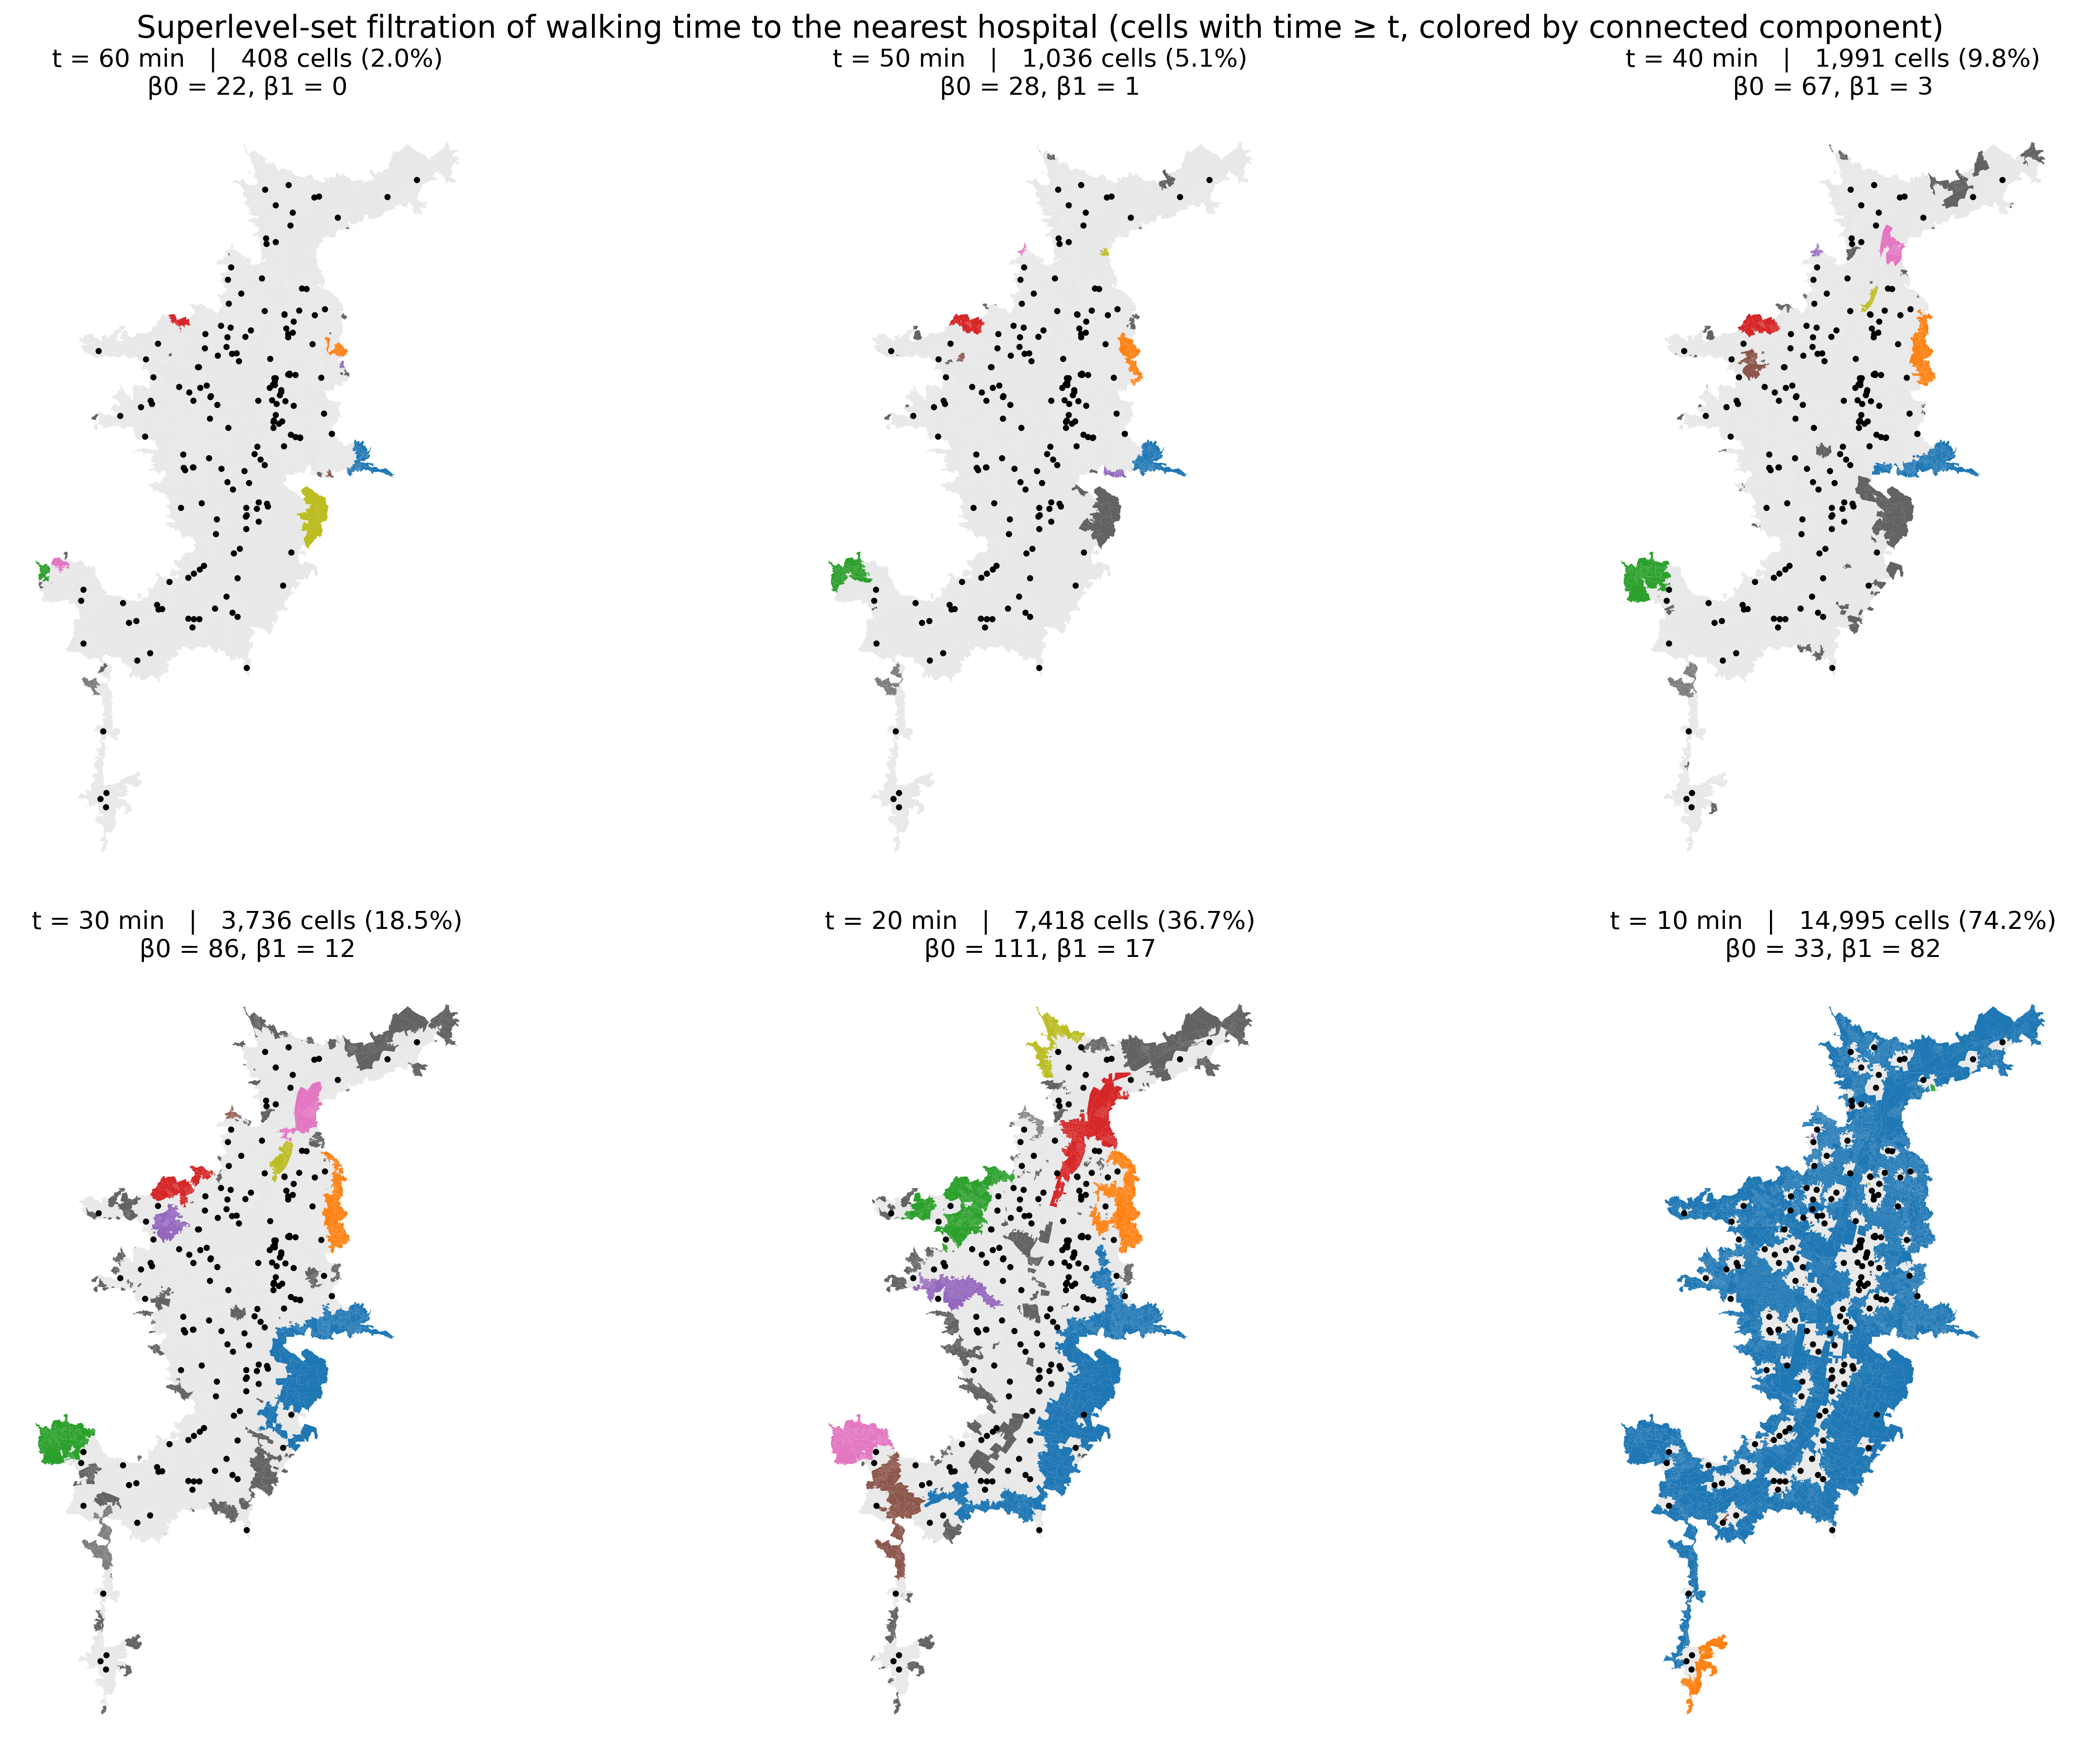 Superlevel-set filtration of walking time to the nearest hospital (cells with time ≥ t, colored by connected component)
t = 60 min | 408 cells (2.0%)
β0 = 22, β1 = 0
t = 50 min | 1,036 cells (5.1%)
β0 = 28, β1 = 1
t = 40 min | 1,991 cells (9.8%)
β0 = 67, β1 = 3
t = 30 min | 3,736 cells (18.5%)
β0 = 86, β1 = 12
t = 20 min | 7,418 cells (36.7%)
β0 = 111, β1 = 17
t = 10 min | 14,995 cells (74.2%)
β0 = 33, β1 = 82